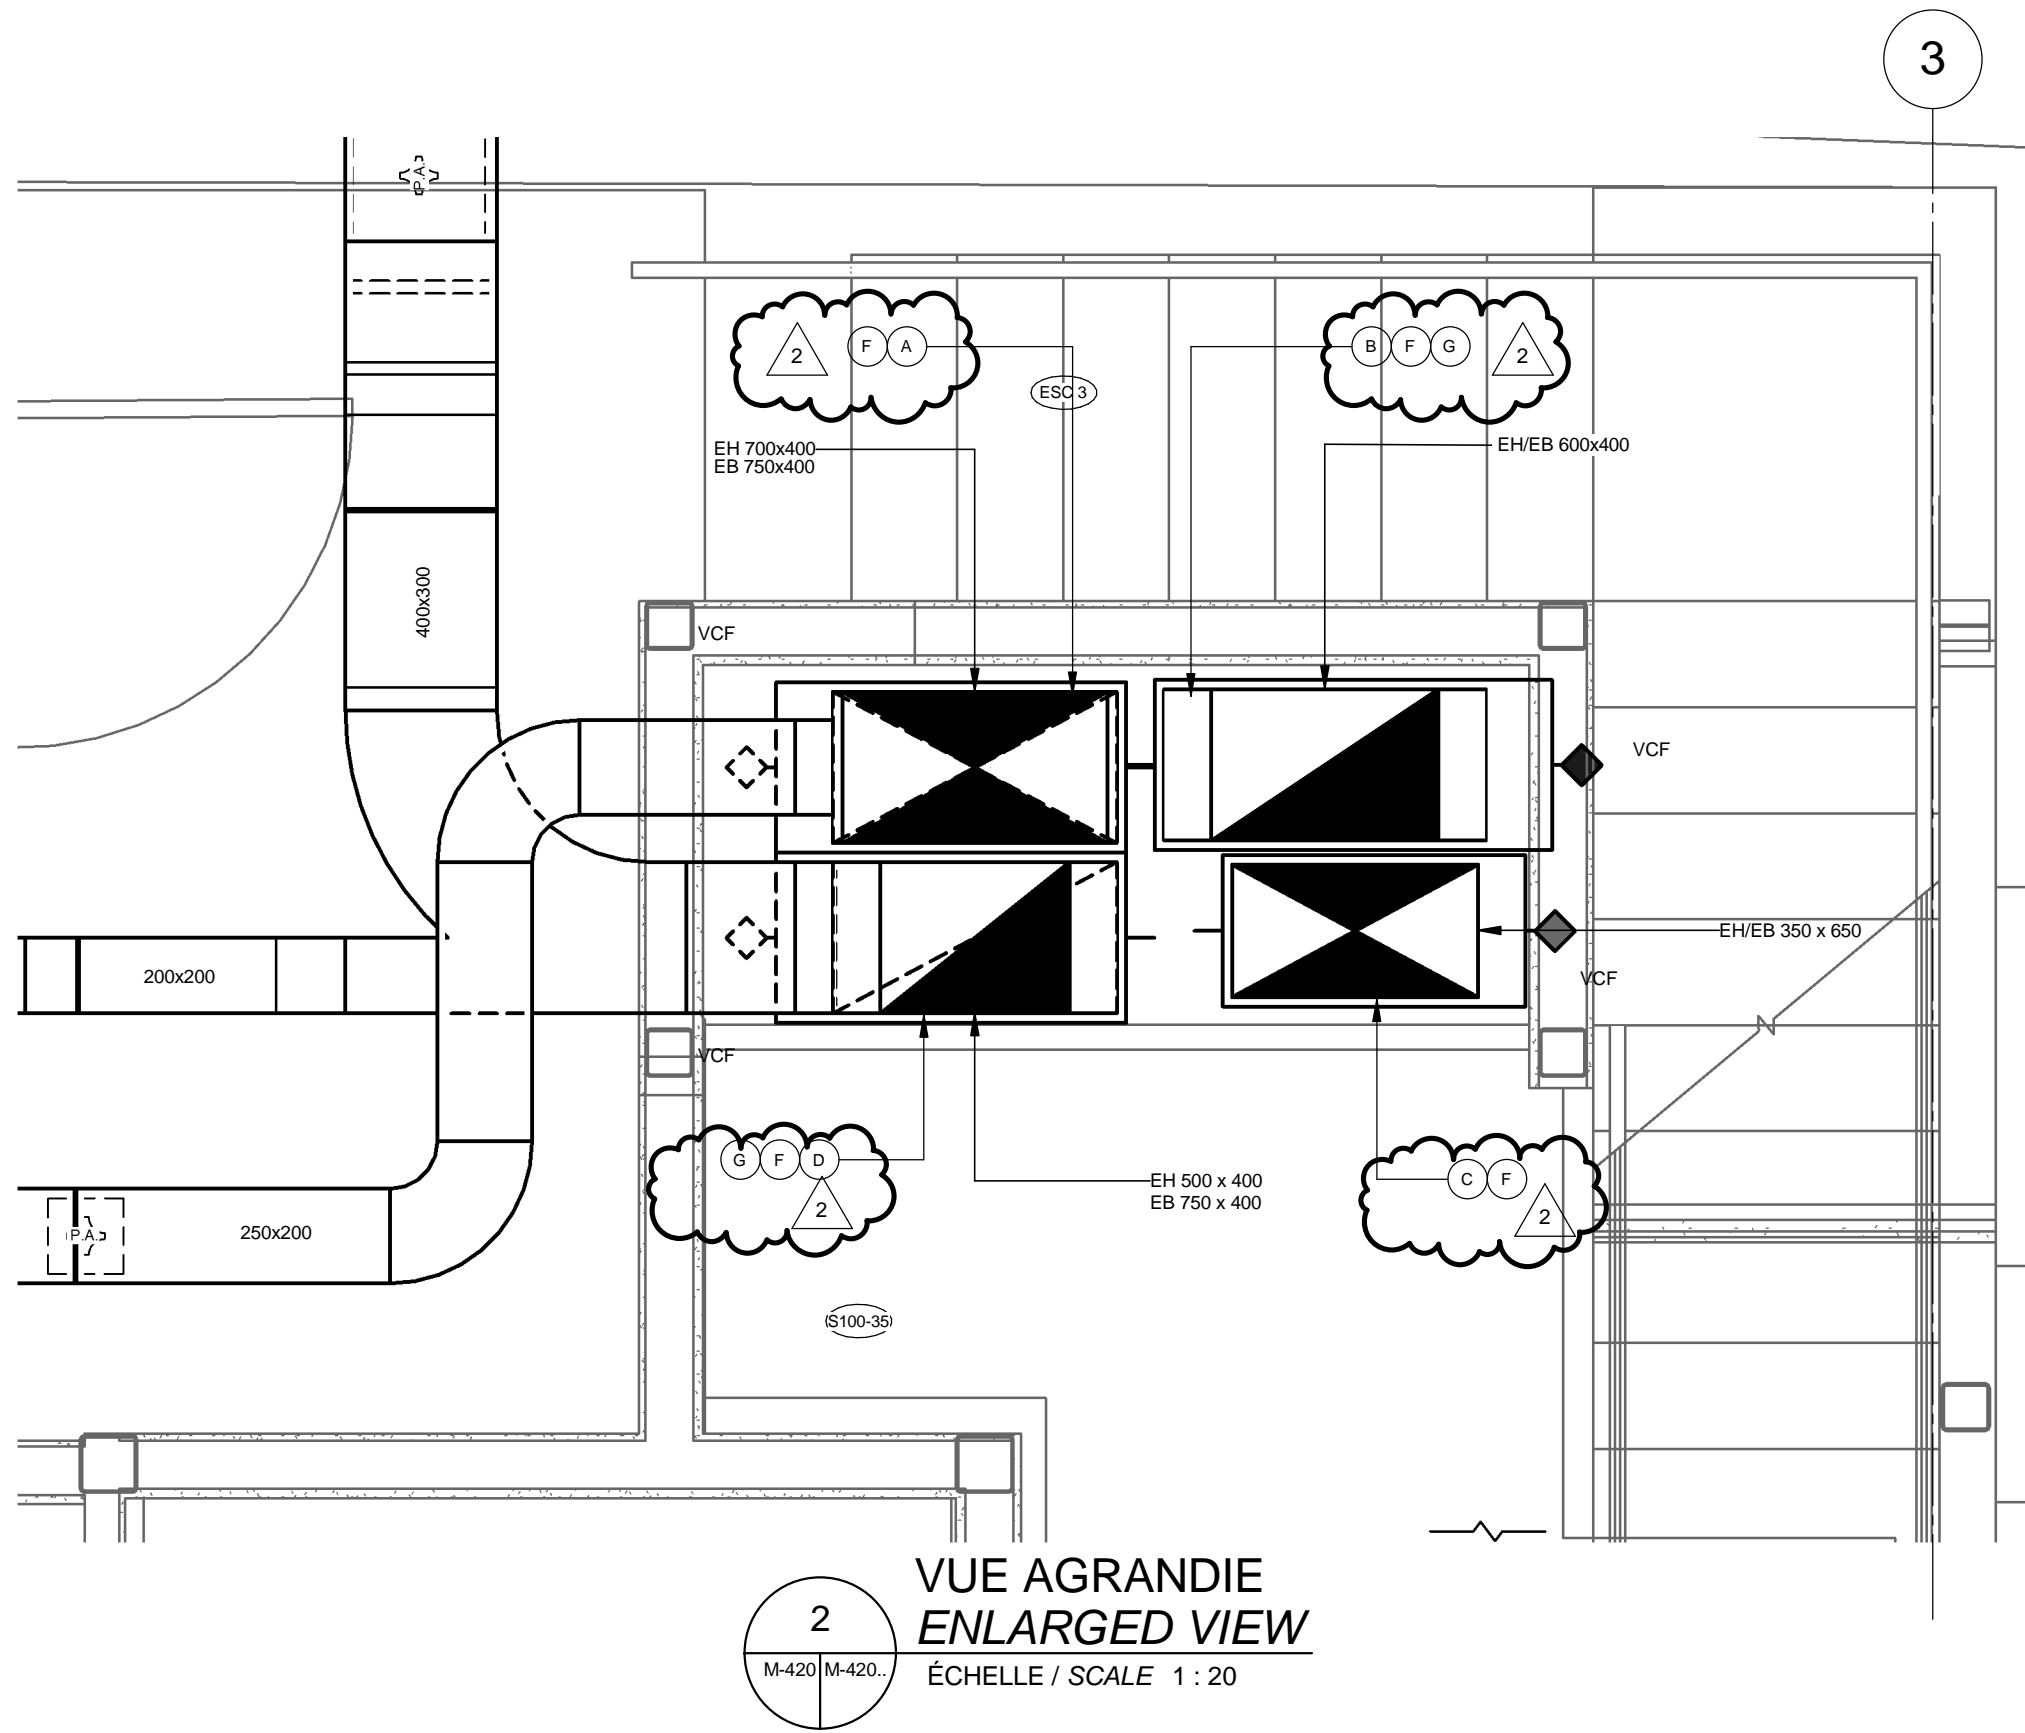 3
P.A.
2
F
A
B
F
G
2
ESC 3
EH 700x400
EB 750x400
EH/EB 600x400
400x300
VCF
VCF
200x200
EH/EB 350 x 650
VCF
VCF
G
F
D
2
C
F
2
EH 500 x 400
EB 750 x 400
P.A.
250x200
S100-35
VUE AGRANDIE
2
ENLARGED VIEW
M-420
M-420..
ÉCHELLE / SCALE 1 : 20